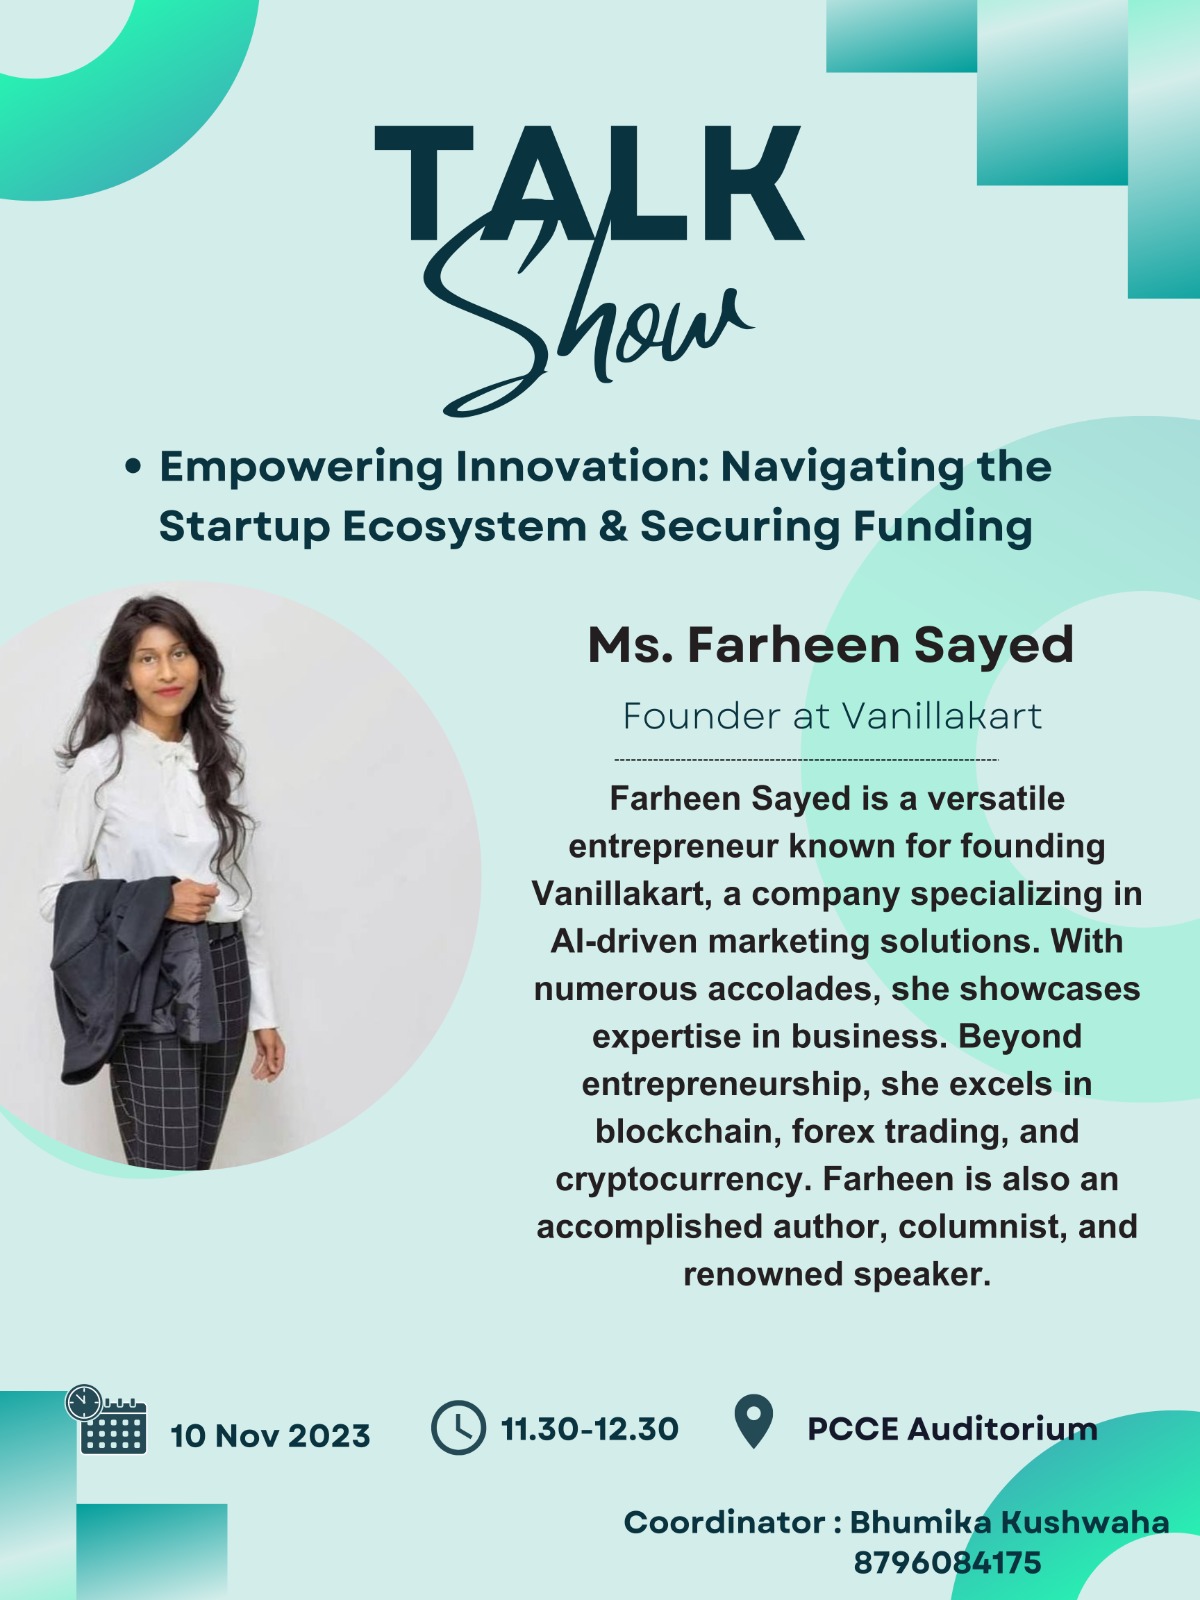 TALK
Show
• Empowering Innovation: Navigating the
Startup Ecosystem & Securing Funding
Ms. Farheen Sayed
Founder at Vanillakart
Farheen Sayed is a versatile
entrepreneur known for founding
Vanillakart, a company specializing in
AI-driven marketing solutions. With
numerous accolades, she showcases
expertise in business. Beyond
entrepreneurship, she excels in
blockchain, forex trading, and
cryptocurrency. Farheen is also an
accomplished author, columnist, and
renowned speaker.
10 Nov 2023
11.30-12.30
PCCE Auditorium
Coordinator : Bhumika Kushwaha
8796084175